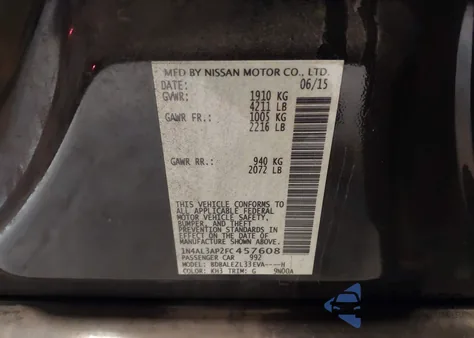 MFD BY NISSAN MOTOR CO., LTD.
DATE: 06/15
GVWR: 1910 KG
4211 LB
GAWR FR.: 1005 KG
2216 LB
GAWR RR.: 940 KG
2072 LB
THIS VEHICLE CONFORMS TO
ALL APPLICABLE FEDERAL
MOTOR VEHICLE SAFETY,
BUMPER, AND THEFT
PREVENTION STANDARDS
IN EFFECT ON THE DATE OF
MANUFACTURE SHOWN ABOVE.
1N4AL3AP2FC457608
PASSENGER CAR 992
MODEL: BDBALEZL33EVA----H
COLOR: KH3 TRIM: G 9N00A